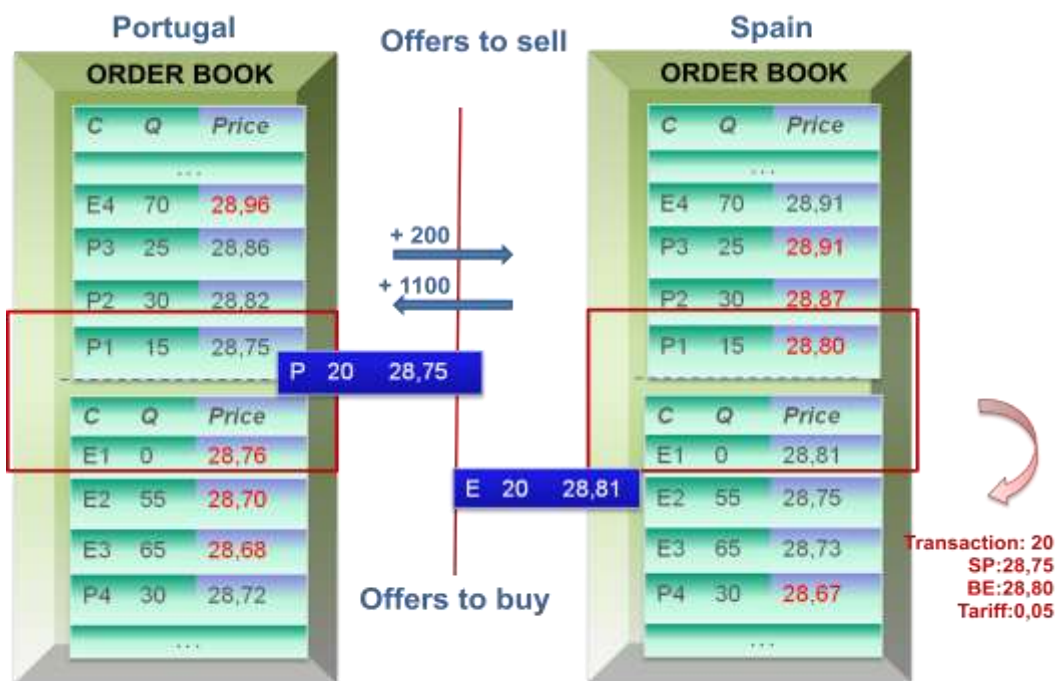 Portugal
Offers to sell
Spain
ORDER BOOK
C Q Price
...
E4 70 28,96
P3 25 28,86
P2 30 28,82
P1 15 28,75
C Q Price
E1 0 28,76
E2 55 28,70
E3 65 28,68
P4 30 28,72
...
+ 200
+ 1100
P 20 28,75
E 20 28,81
Offers to buy
ORDER BOOK
C Q Price
...
E4 70 28,91
P3 25 28,91
P2 30 28,87
P1 15 28,80
C Q Price
E1 0 28,81
E2 55 28,75
E3 65 28,73
P4 30 28,67
...
Transaction: 20
SP:28,75
BE:28,80
Tariff:0,05